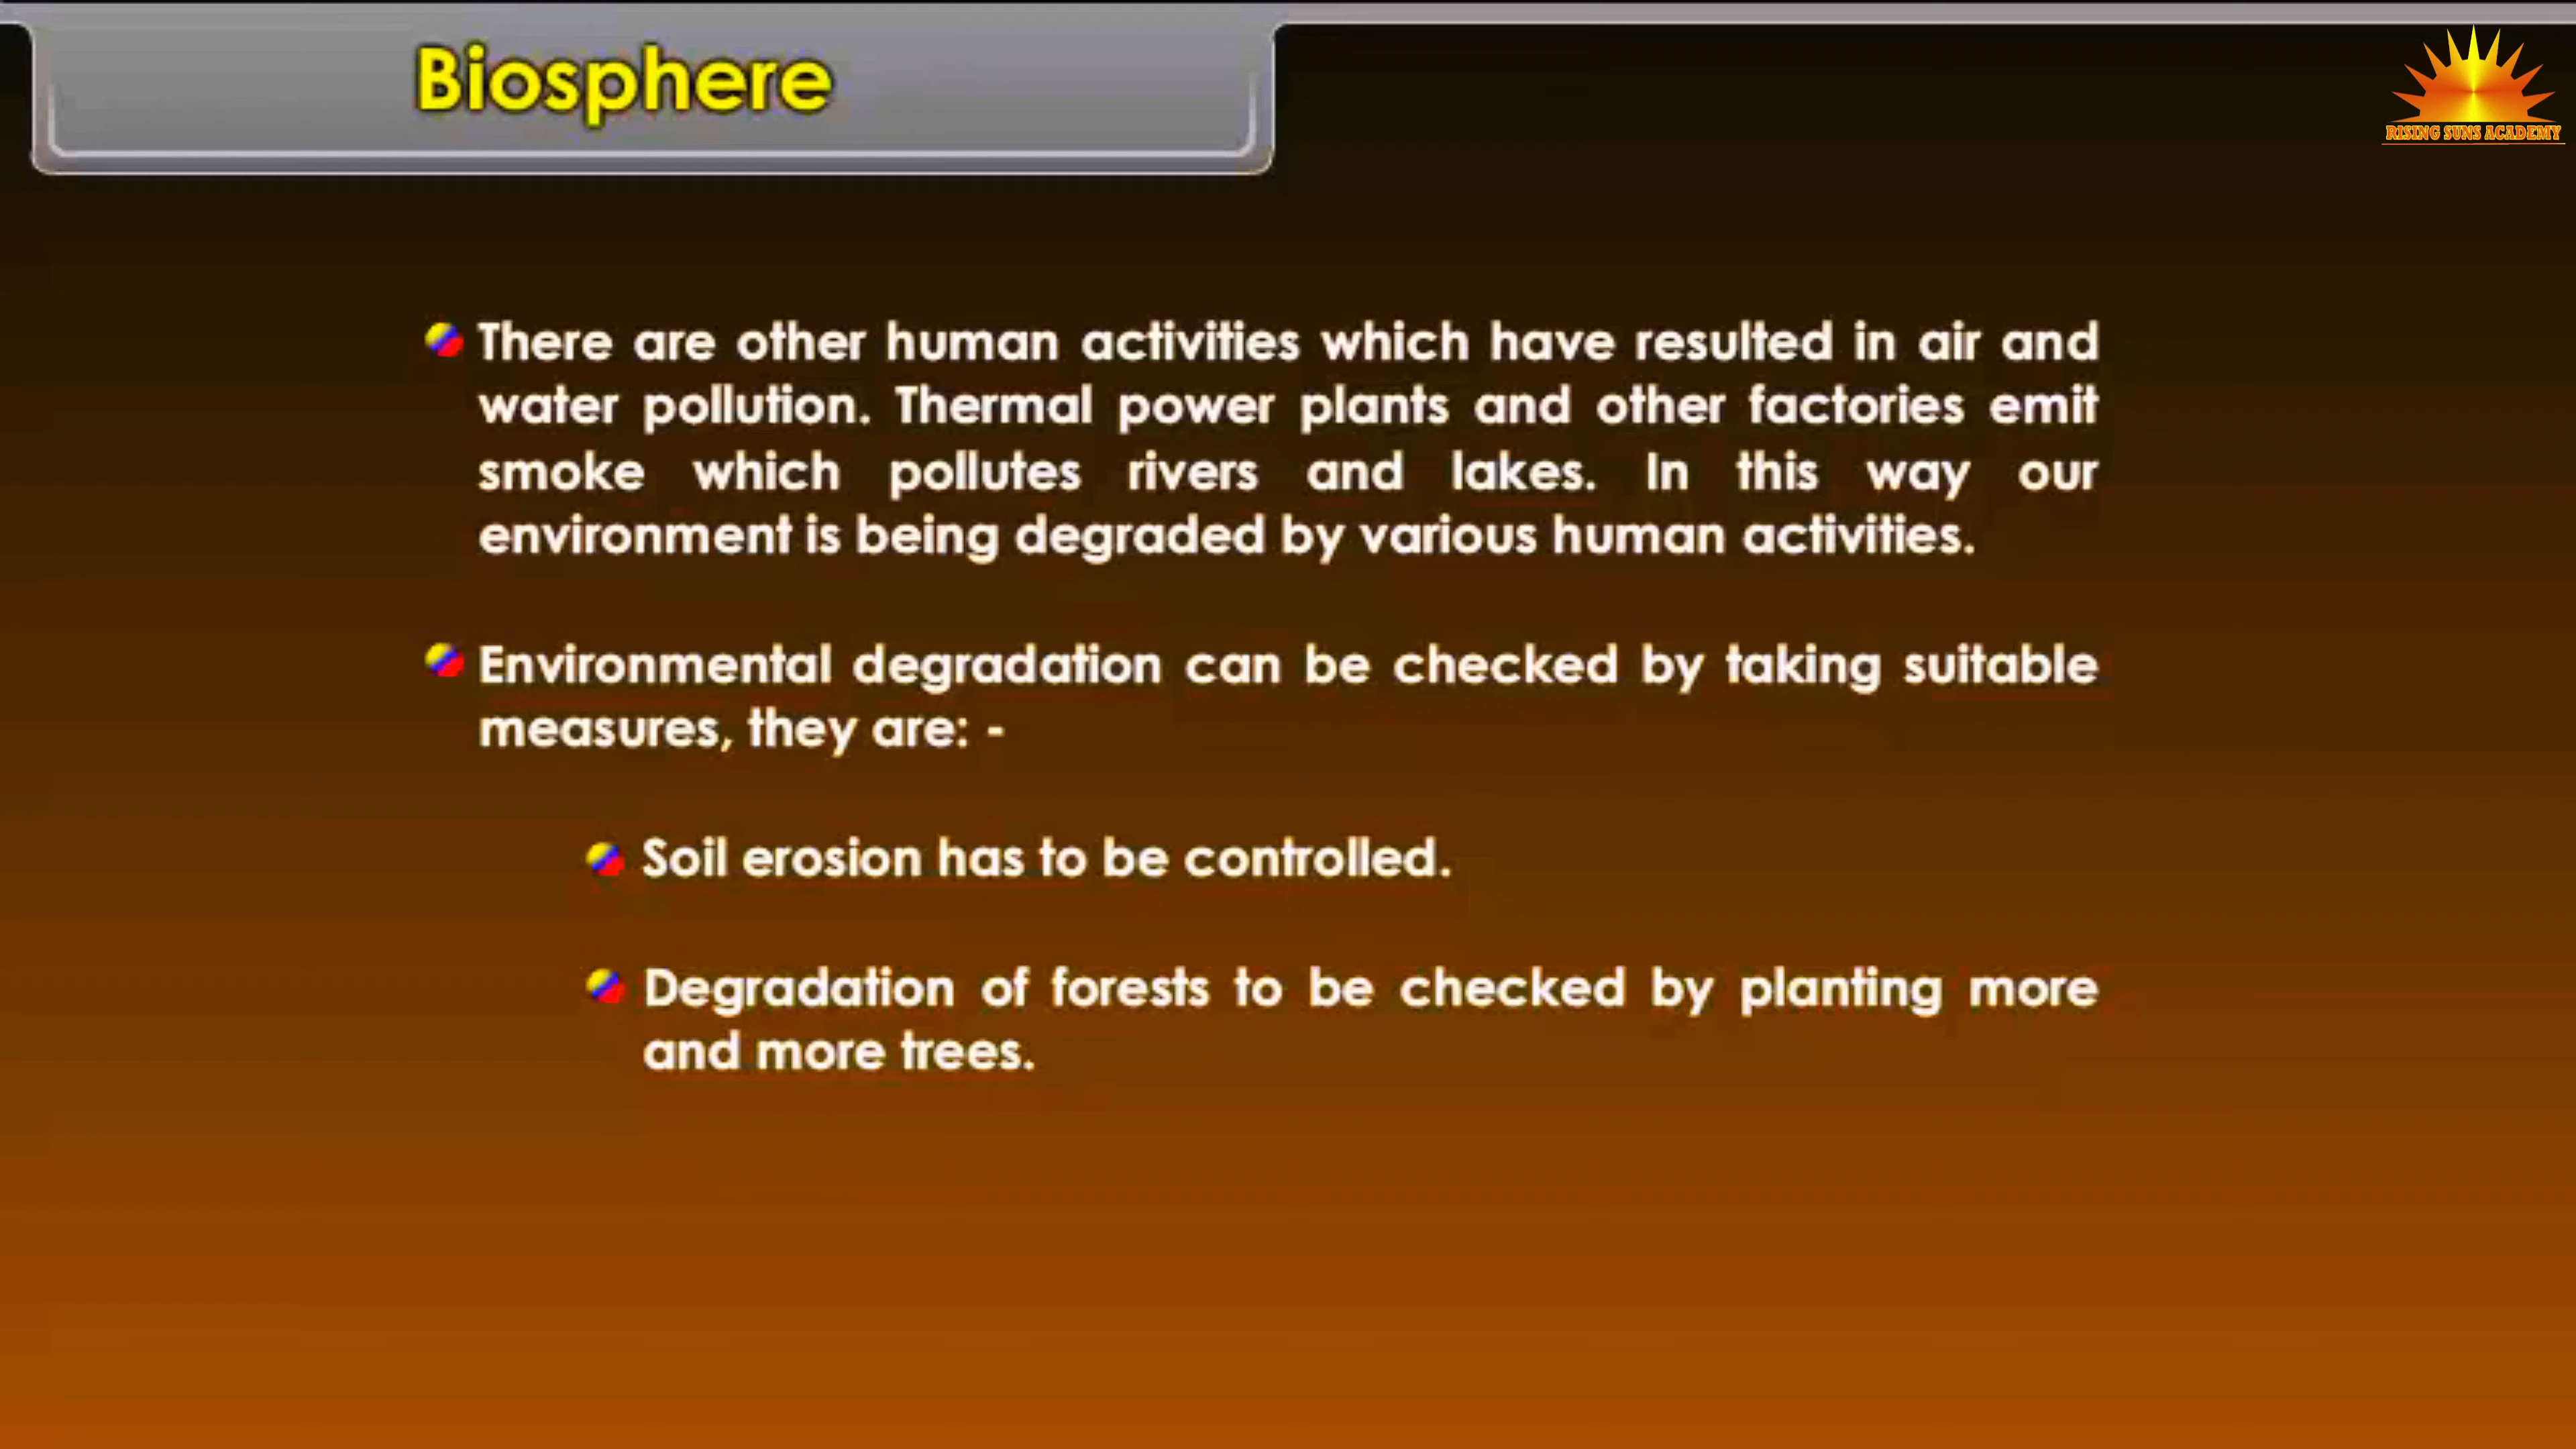 Biosphere
RISING SUNS ACADEMY
There are other human activities which have resulted in air and
water pollution. Thermal power plants and other factories emit
smoke which pollutes rivers and lakes. In this way our
environment is being degraded by various human activities.
Environmental degradation can be checked by taking suitable
measures, they are: -
Soil erosion has to be controlled.
Degradation of forests to be checked by planting more
and more trees.